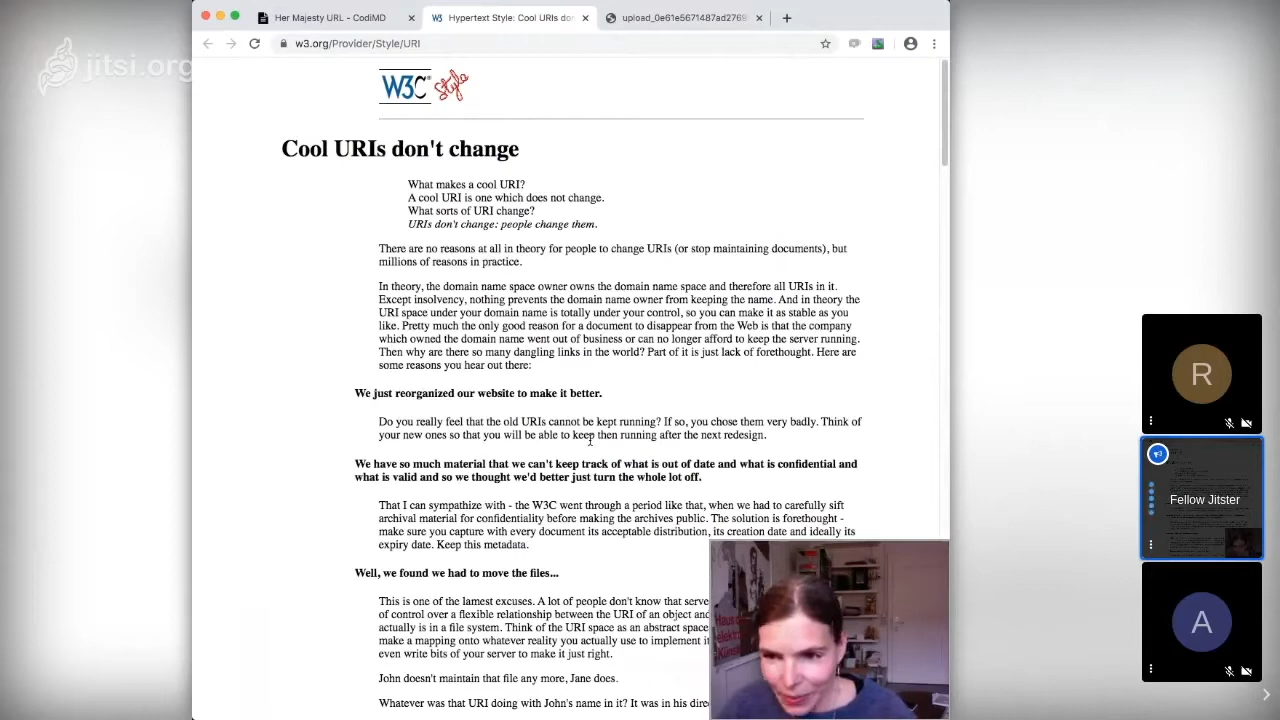 jitsi.org
Her Majesty URL - CodiMD
Hypertext Style: Cool URIs don
upload_0e61e5671487ad2769
w3.org/Provider/Style/URI
W3C Style
Cool URIs don't change
What makes a cool URI?
A cool URI is one which does not change.
What sorts of URI change?
URIs don't change: people change them.
There are no reasons at all in theory for people to change URIs (or stop maintaining documents), but
millions of reasons in practice.
In theory, the domain name space owner owns the domain name space and therefore all URIs in it.
Except insolvency, nothing prevents the domain name owner from keeping the name. And in theory the
URI space under your domain name is totally under your control, so you can make it as stable as you
like. Pretty much the only good reason for a document to disappear from the Web is that the company
which owned the domain name went out of business or can no longer afford to keep the server running.
Then why are there so many dangling links in the world? Part of it is just lack of forethought. Here are
some reasons you hear out there:
We just reorganized our website to make it better.
Do you really feel that the old URIs cannot be kept running? If so, you chose them very badly. Think of
your new ones so that you will be able to keep then running after the next redesign.
We have so much material that we can't keep track of what is out of date and what is confidential and
what is valid and so we thought we'd better just turn the whole lot off.
That I can sympathize with - the W3C went through a period like that, when we had to carefully sift
archival material for confidentiality before making the archives public. The solution is forethought -
make sure you capture with every document its acceptable distribution, its creation date and ideally its
expiry date. Keep this metadata.
Well, we found we had to move the files...
This is one of the lamest excuses. A lot of people don't know that serve
of control over a flexible relationship between the URI of an object and
actually is in a file system. Think of the URI space as an abstract space
make a mapping onto whatever reality you actually use to implement it
even write bits of your server to make it just right.
John doesn't maintain that file any more, Jane does.
Whatever was that URI doing with John's name in it? It was in his dire
R
Fellow Jitster
A